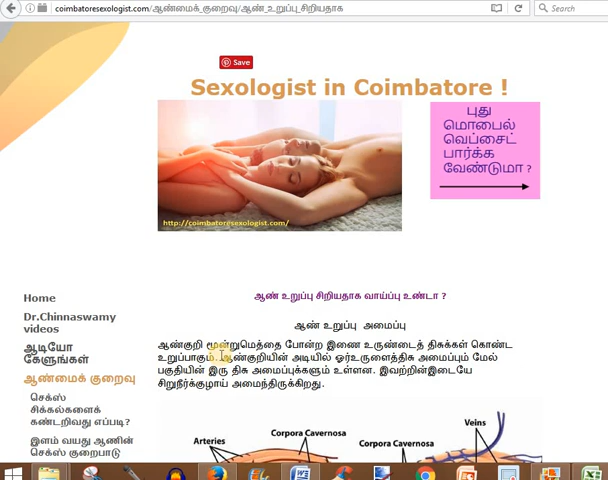 coimbatoresexologist.com/ஆண்மைக்_குறைவு/ஆண்_உறுப்பு_சிறியதாக
Search
Save
Sexologist in Coimbatore !
புது
மொபைல்
வெப்சைட்
பார்க்க
வேண்டுமா ?
http://coimbatoresexologist.com/
ஆண் உறுப்பு சிறியதாக வாய்ப்பு உண்டா ?
Home
Dr.Chinnaswamy
videos
ஆடியோ
கேளுங்கள்
ஆண்மைக் குறைவு
செக்ஸ்
சிக்கல்களைக்
கண்டறிவது எப்படி?
இளம் வயது ஆணின்
செக்ஸ் குறைபாடு
ஆண் உறுப்பு அமைப்பு
ஆண்குறி மூன்றுமெத்தை போன்ற இணை உருண்டைத் திசுக்கள் கொண்ட
உறுப்பாகும். ஆண்குறியின் அடியில் ஓர்உருளைத்திசு அமைப்பும் மேல்
பகுதியின் இரு திசு அமைப்புக்களும் உள்ளன. இவற்றின்இடையே
சிறுநீர்க்குழாய் அமைந்திருக்கிறது.
Arteries
Corpora Cavernosa
Corpora Cavernosa
Veins